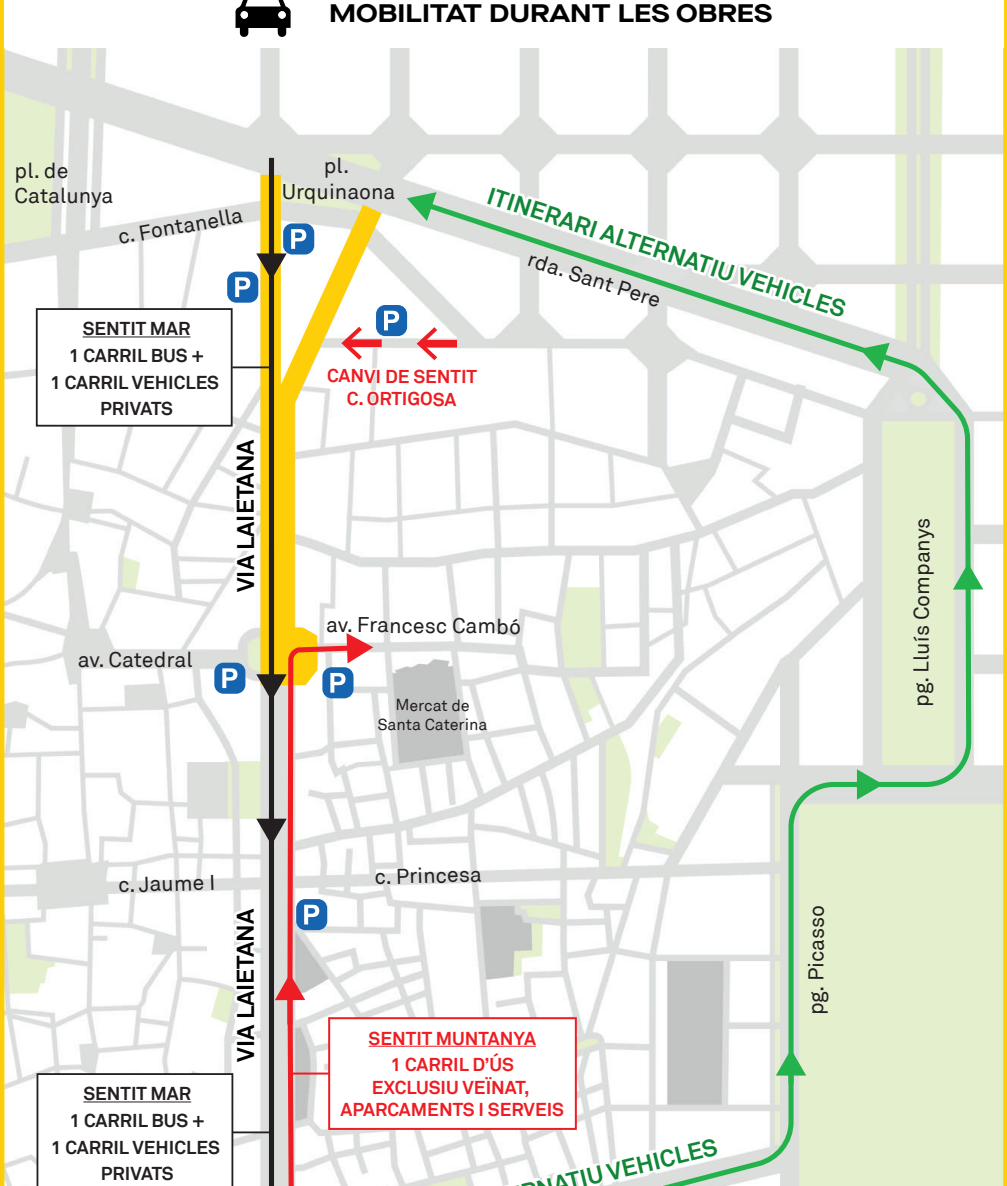 MOBILITAT DURANT LES OBRES
pl. de
Catalunya
pl.
Urquinaona
c. Fontanella
P
P
ITINERARI ALTERNATIU VEHICLES
rda. Sant Pere
SENTIT MAR
1 CARRIL BUS +
1 CARRIL VEHICLES
PRIVATS
P
CANVI DE SENTIT
C. ORTIGOSA
VIA LAIETANA
pg. Lluís Companys
av. Francesc Cambó
av. Catedral
P
P
Mercat de
Santa Caterina
c. Jaume I
c. Princesa
P
VIA LAIETANA
pg. Picasso
SENTIT MUNTANYA
1 CARRIL D'ÚS
EXCLUSIU VEÏNAT,
APARCAMENTS I SERVEIS
SENTIT MAR
1 CARRIL BUS +
1 CARRIL VEHICLES
PRIVATS
VEHICLES